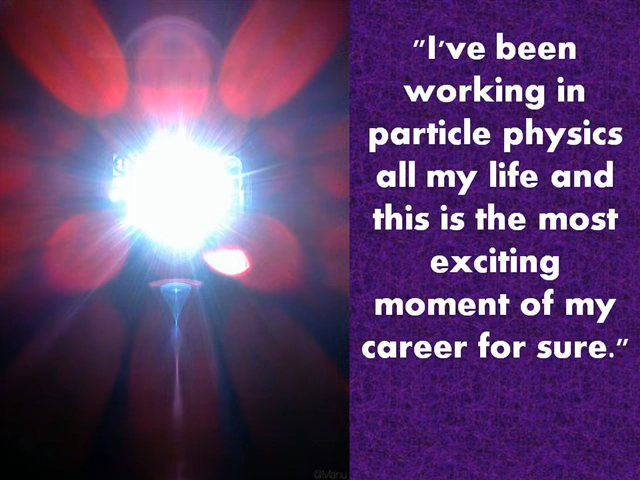 "I've been
working in
particle physics
all my life and
this is the most
exciting
moment of my
career for sure."
@Manu